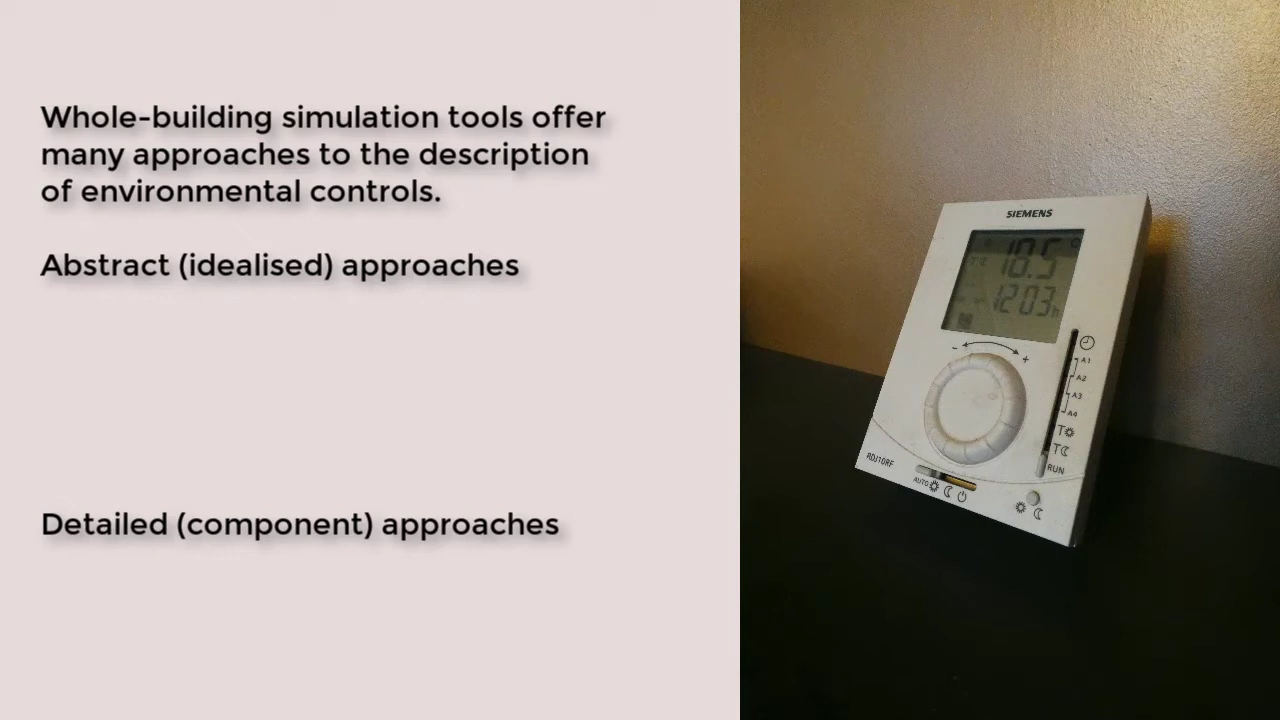 Whole-building simulation tools offer
many approaches to the description
of environmental controls.
Abstract (idealised) approaches
Detailed (component) approaches
SIEMENS
18.5
12 03h
- +
A1
A2
A3
A4
T
T
RUN
RDJ10RF
AUTO